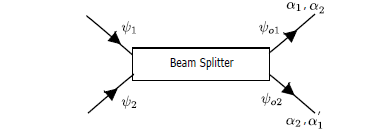 α₁, α₂
ψ₁ ψₒ₁
Beam Splitter
ψ₂ ψₒ₂
α₂, α₁'